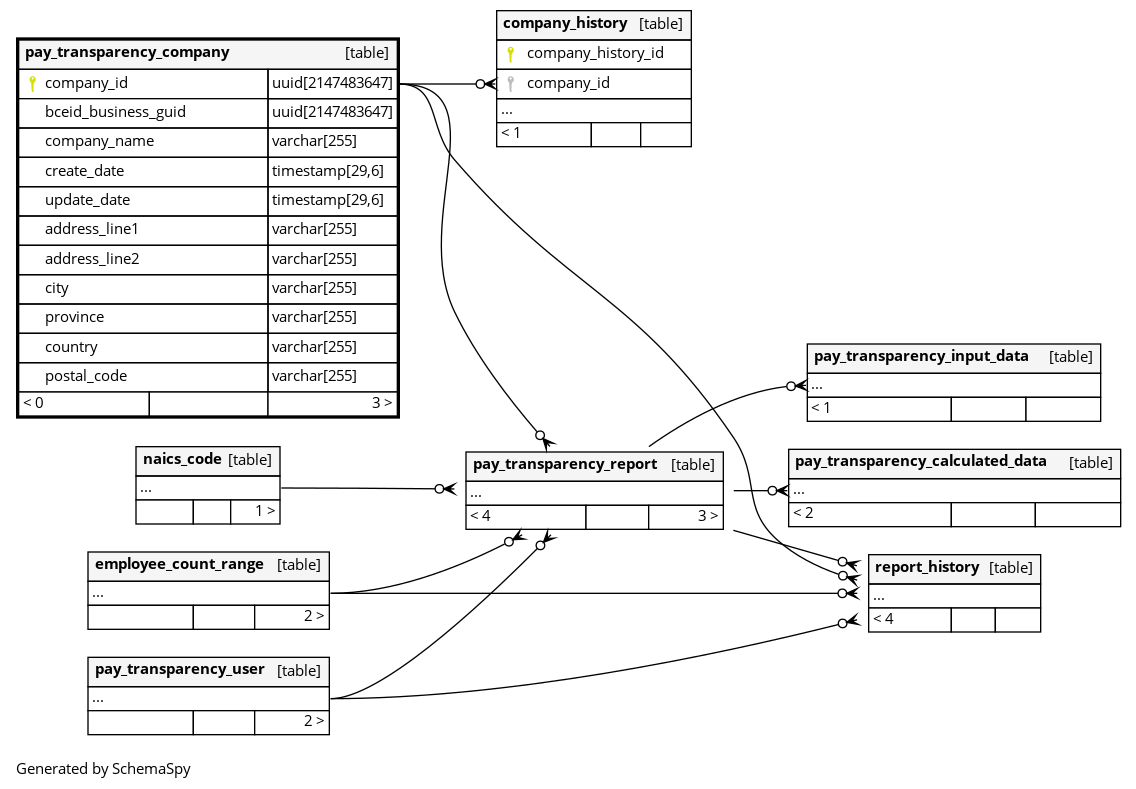 pay_transparency_company [table]
company_id uuid[2147483647]
bceid_business_guid uuid[2147483647]
company_name varchar[255]
create_date timestamp[29,6]
update_date timestamp[29,6]
address_line1 varchar[255]
address_line2 varchar[255]
city varchar[255]
province varchar[255]
country varchar[255]
postal_code varchar[255]
< 0 3 >
company_history [table]
company_history_id
company_id
...
< 1
pay_transparency_input_data [table]
...
< 1
naics_code [table]
...
1 >
pay_transparency_report [table]
...
< 4 3 >
pay_transparency_calculated_data [table]
...
< 2
employee_count_range [table]
...
2 >
report_history [table]
...
< 4
pay_transparency_user [table]
...
2 >
Generated by SchemaSpy